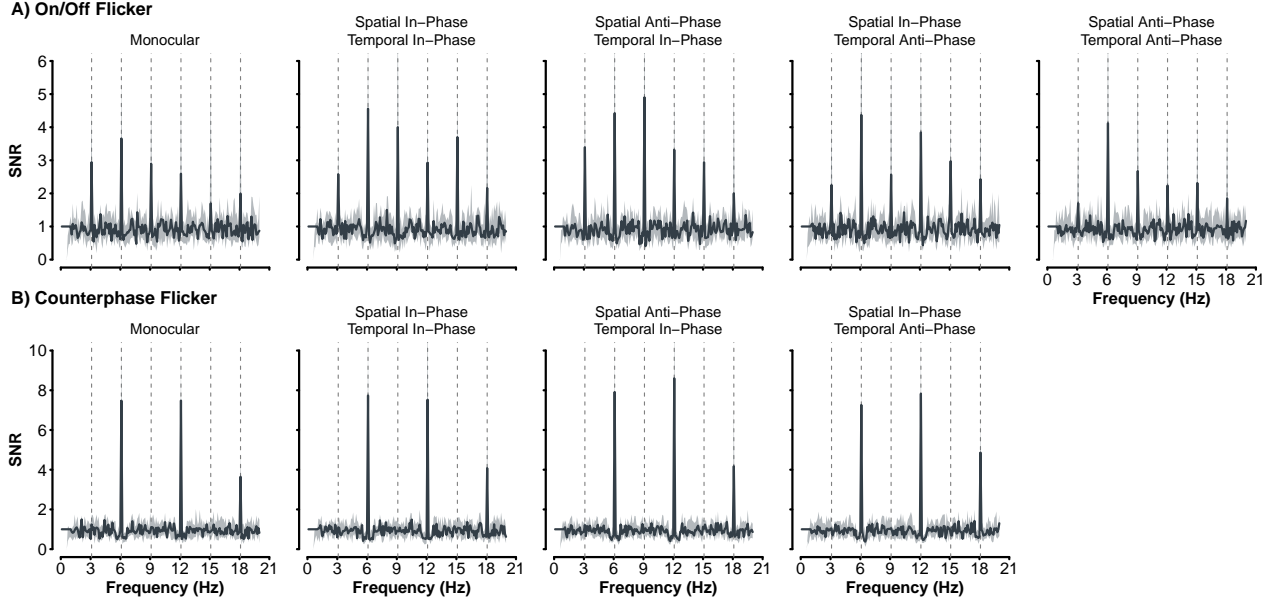 A) On/Off Flicker
Monocular
Spatial In−Phase
Temporal In−Phase
Spatial Anti−Phase
Temporal In−Phase
Spatial In−Phase
Temporal Anti−Phase
Spatial Anti−Phase
Temporal Anti−Phase
SNR
6
5
4
3
2
1
0
0 3 6 9 12 15 18 21
Frequency (Hz)
B) Counterphase Flicker
Monocular
Spatial In−Phase
Temporal In−Phase
Spatial Anti−Phase
Temporal In−Phase
Spatial In−Phase
Temporal Anti−Phase
SNR
10
8
6
4
2
0
0 3 6 9 12 15 18 21
Frequency (Hz)
0 3 6 9 12 15 18 21
Frequency (Hz)
0 3 6 9 12 15 18 21
Frequency (Hz)
0 3 6 9 12 15 18 21
Frequency (Hz)